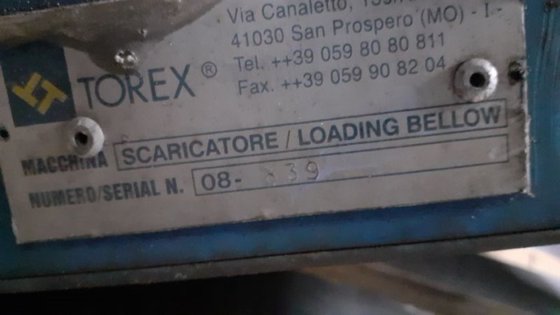 Via Canaletto,
41030 San Prospero (MO) - I -
Tel. ++39 059 80 80 811
Fax. ++39 059 90 82 04
TOREX ®
MACCHINA SCARICATORE / LOADING BELLOW
NUMERO/SERIAL N. 08-